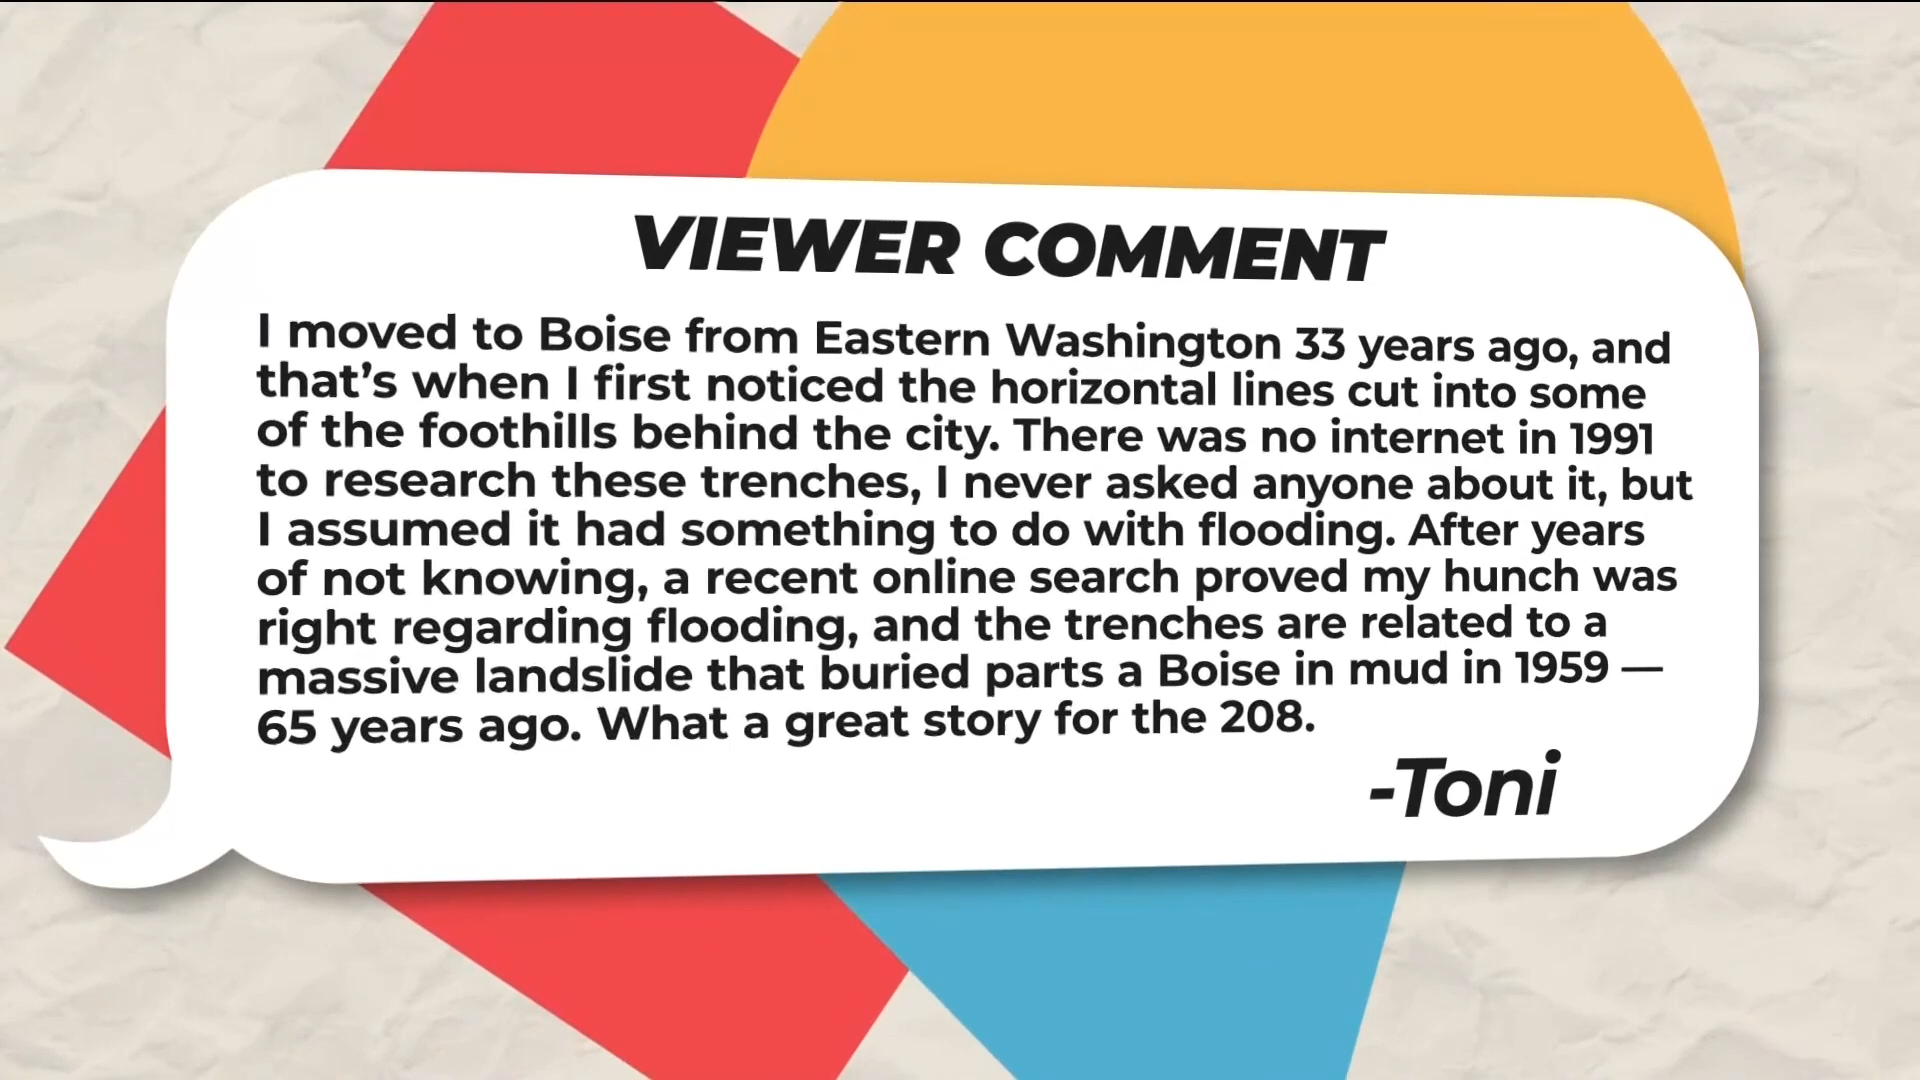 VIEWER COMMENT
I moved to Boise from Eastern Washington 33 years ago, and
that’s when I first noticed the horizontal lines cut into some
of the foothills behind the city. There was no internet in 1991
to research these trenches, I never asked anyone about it, but
I assumed it had something to do with flooding. After years
of not knowing, a recent online search proved my hunch was
right regarding flooding, and the trenches are related to a
massive landslide that buried parts a Boise in mud in 1959 —
65 years ago. What a great story for the 208.
-Toni